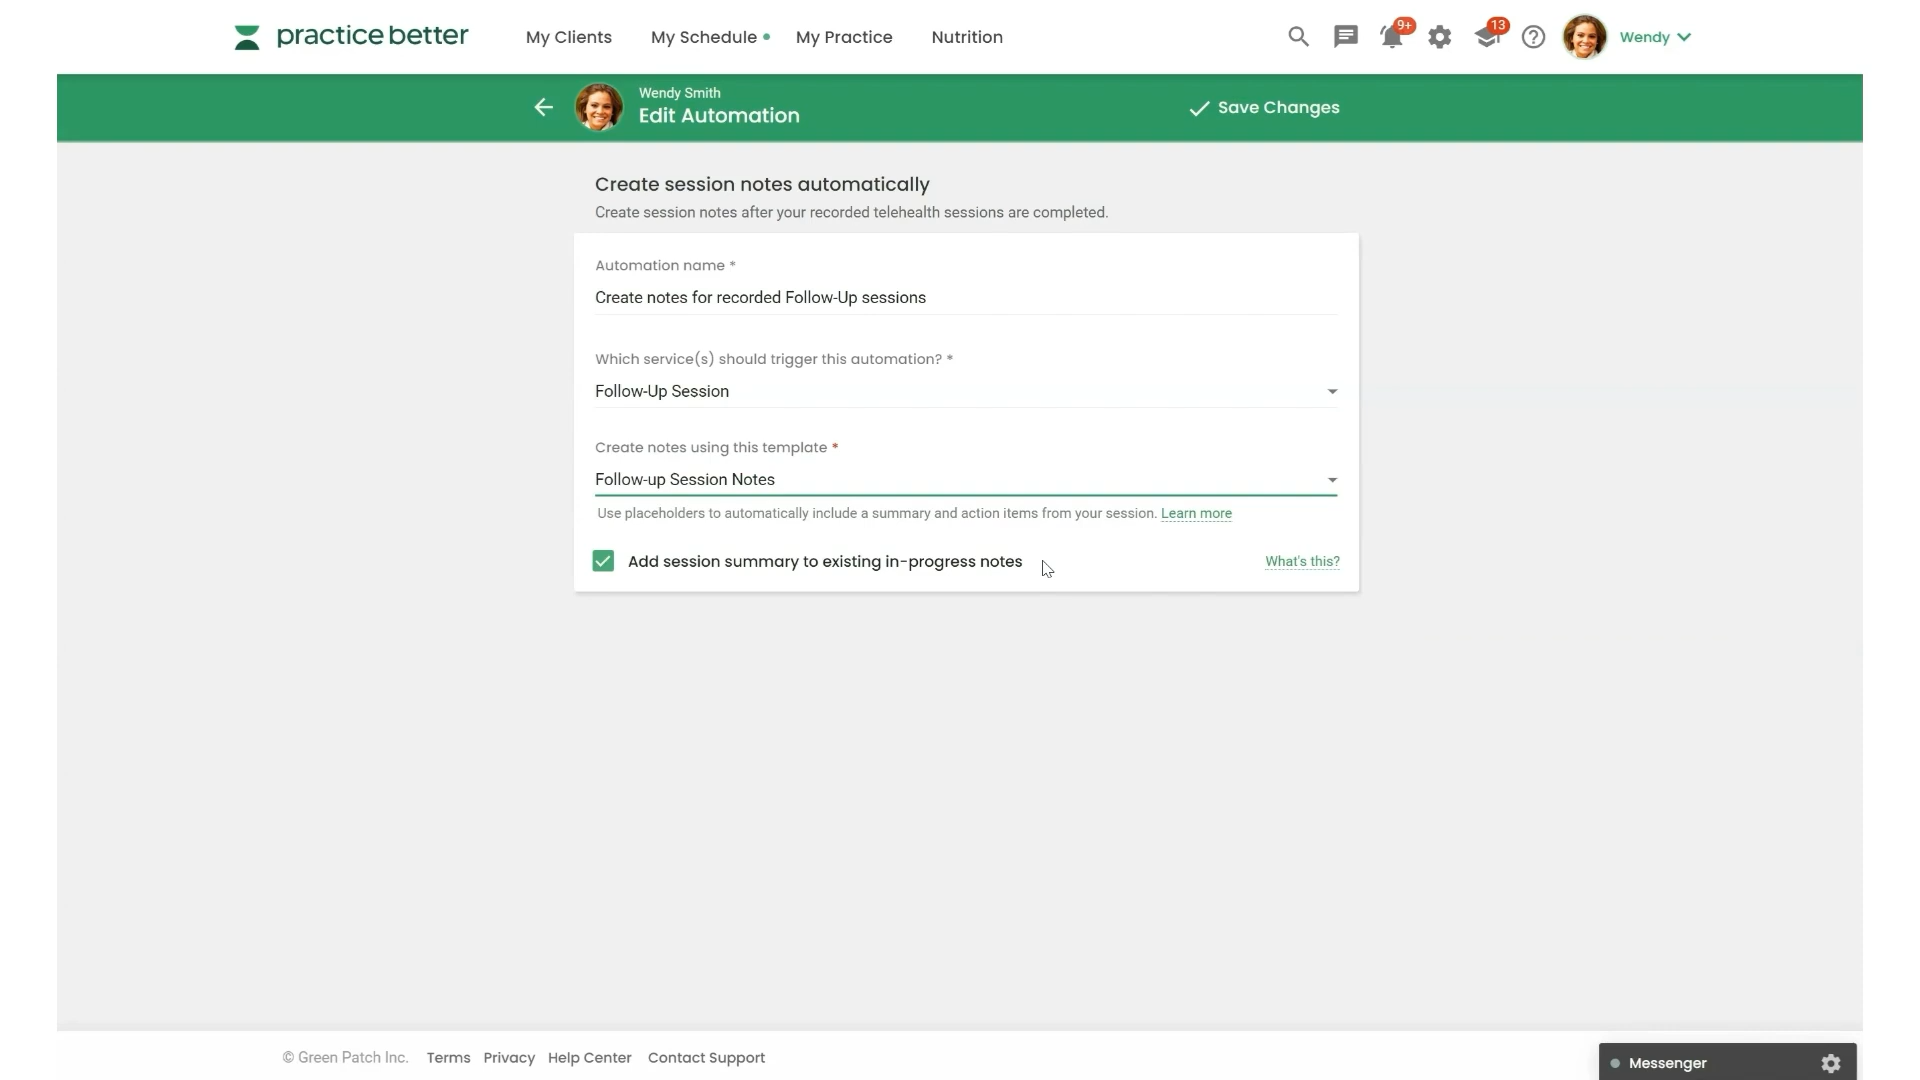 practice better
My Clients
My Schedule
My Practice
Nutrition
9+
13
Wendy
Wendy Smith
Edit Automation
Save Changes
Create session notes automatically
Create session notes after your recorded telehealth sessions are completed.
Automation name *
Create notes for recorded Follow-Up sessions
Which service(s) should trigger this automation? *
Follow-Up Session
Create notes using this template *
Follow-up Session Notes
Use placeholders to automatically include a summary and action items from your session. Learn more
Add session summary to existing in-progress notes
What's this?
© Green Patch Inc.
Terms
Privacy
Help Center
Contact Support
Messenger